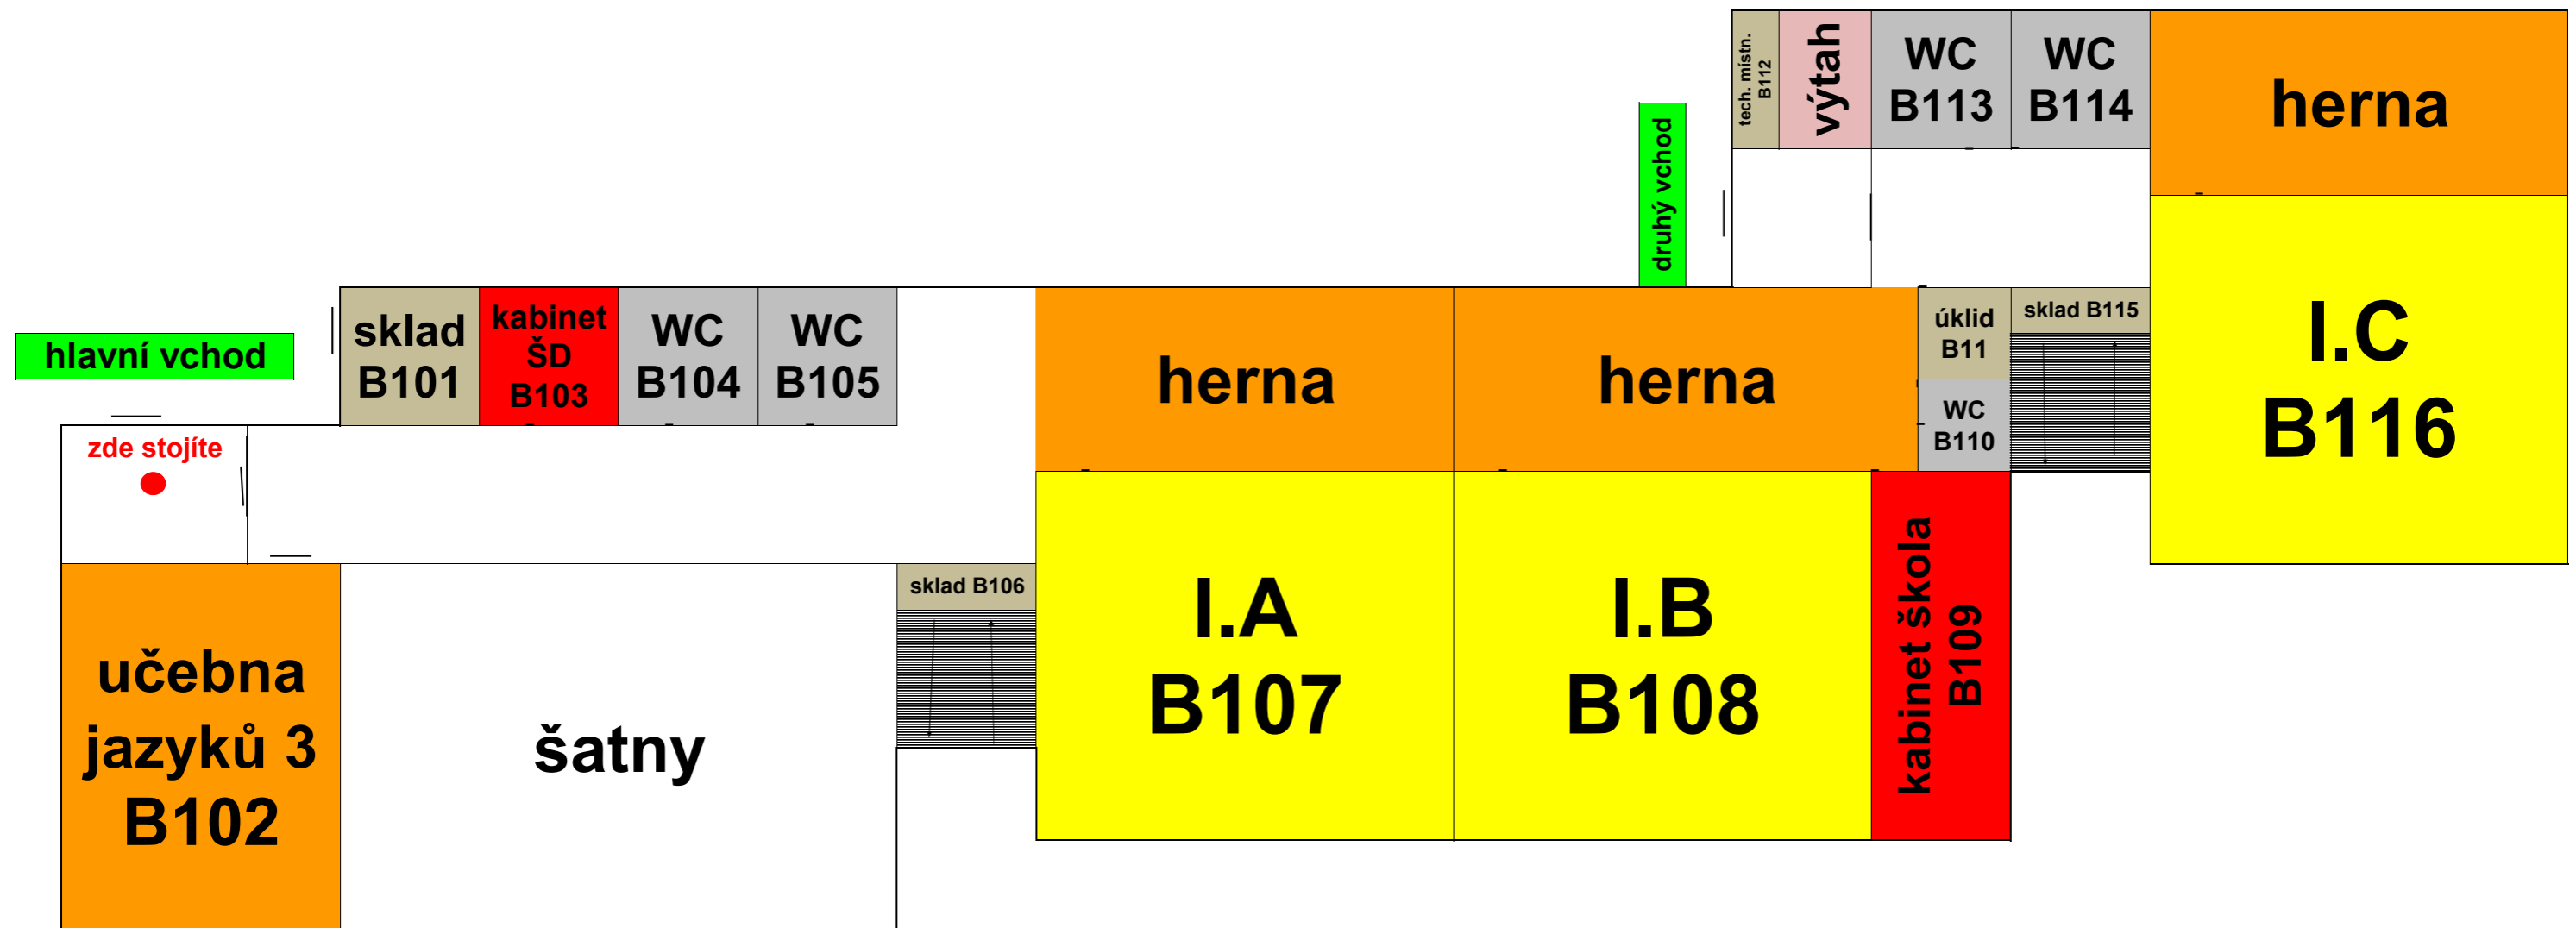 tech. místn.
B112
výtah
WC
B113
WC
B114
herna
druhý vchod
hlavní vchod
sklad
B101
kabinet
ŠD
B103
WC
B104
WC
B105
herna
herna
úklid
B11
WC
B110
sklad B115
I.C
B116
zde stojíte
učebna
jazyků 3
B102
šatny
sklad B106
I.A
B107
I.B
B108
kabinet škola
B109